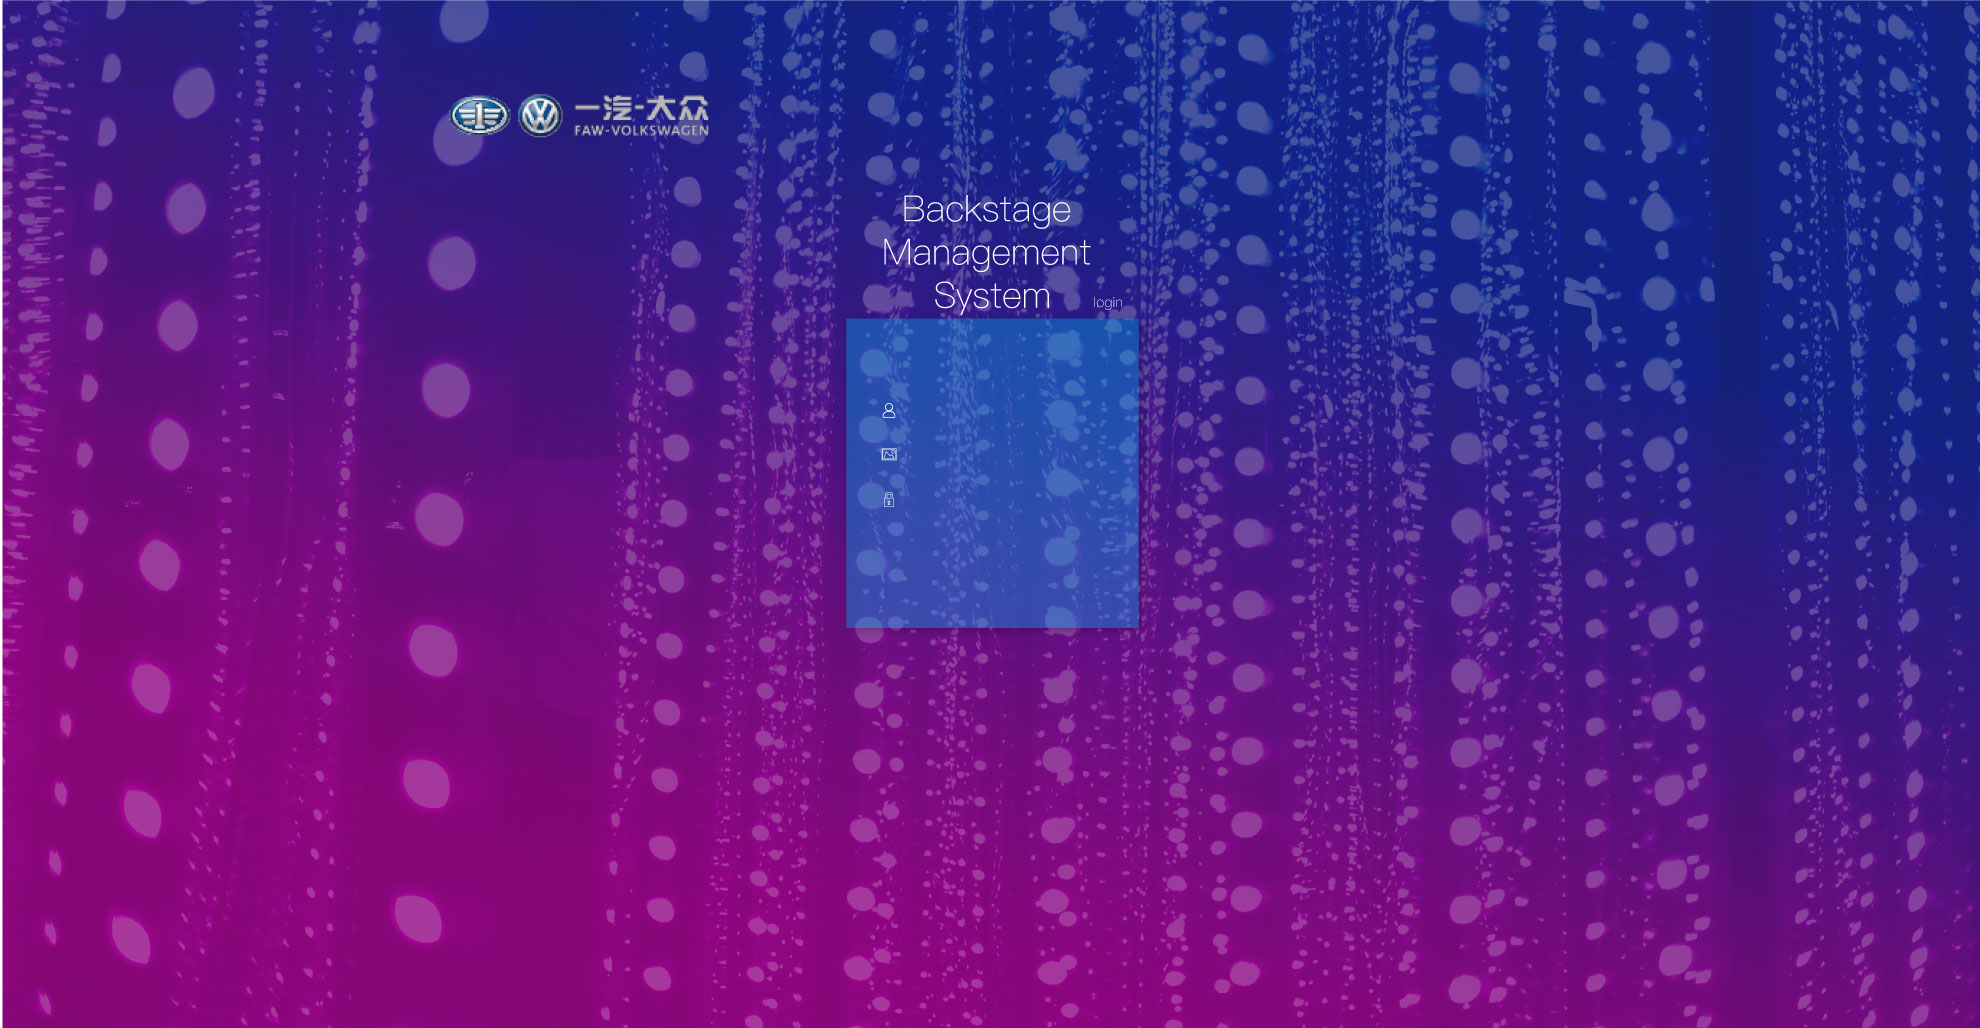 一汽-大众
FAW-VOLKSWAGEN
Backstage
Management
System
login